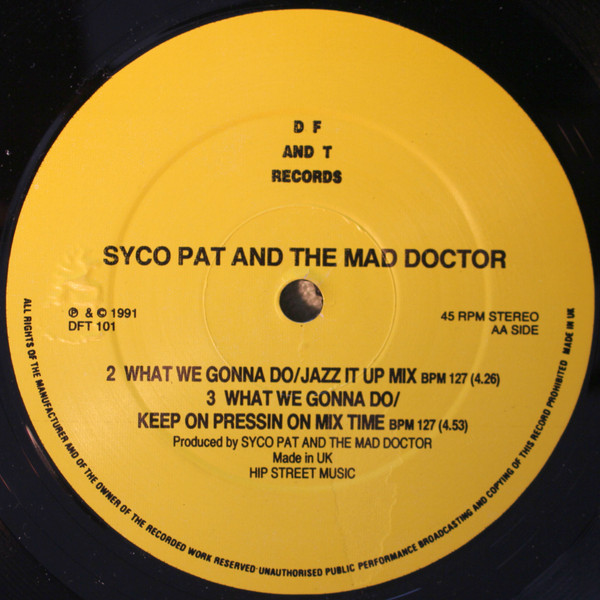 D F
AND T
RECORDS
SYCO PAT AND THE MAD DOCTOR
℗ & © 1991
DFT 101
45 RPM STEREO
AA SIDE
2 WHAT WE GONNA DO/JAZZ IT UP MIX BPM 127 (4.26)
3 WHAT WE GONNA DO/
KEEP ON PRESSIN ON MIX TIME BPM 127 (4.53)
Produced by SYCO PAT AND THE MAD DOCTOR
Made in UK
HIP STREET MUSIC
ALL RIGHTS OF THE MANUFACTURER AND OF THE OWNER OF THE RECORDED WORK RESERVED·UNAUTHORISED PUBLIC PERFORMANCE BROADCASTING AND COPYING OF THIS RECORD PROHIBITED MADE IN UK